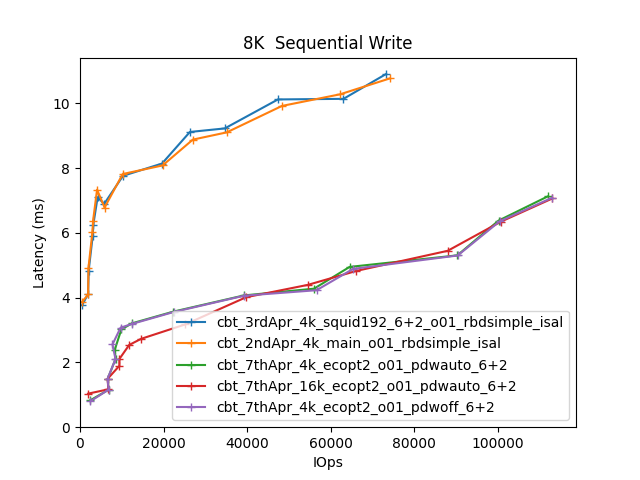 8K  Sequential Write
Latency (ms)
10
8
6
4
2
0
0
20000
40000
60000
80000
100000
IOps
cbt_3rdApr_4k_squid192_6+2_o01_rbdsimple_isal
cbt_2ndApr_4k_main_o01_rbdsimple_isal
cbt_7thApr_4k_ecopt2_o01_pdwauto_6+2
cbt_7thApr_16k_ecopt2_o01_pdwauto_6+2
cbt_7thApr_4k_ecopt2_o01_pdwoff_6+2